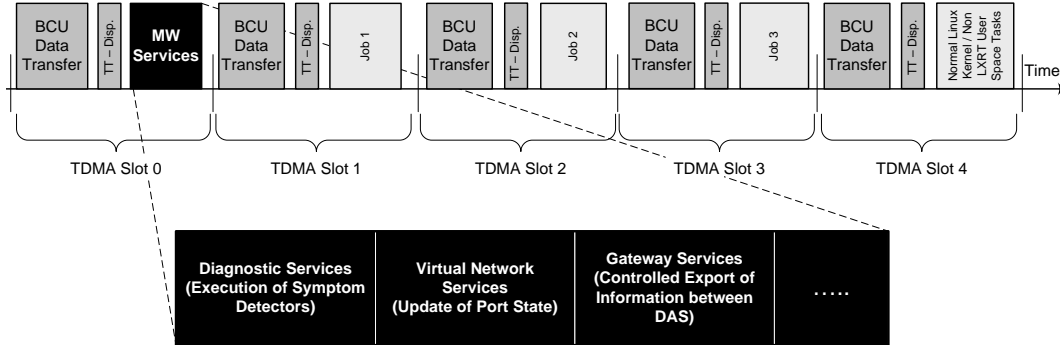 BCU
Data
Transfer
TT – Disp.
MW
Services
BCU
Data
Transfer
TT – Disp.
Job 1
BCU
Data
Transfer
TT – Disp.
Job 2
BCU
Data
Transfer
TT – Disp.
Job 3
BCU
Data
Transfer
TT – Disp.
Normal Linux
Kernel / Non
LXRT User
Space Tasks
Time
TDMA Slot 0
TDMA Slot 1
TDMA Slot 2
TDMA Slot 3
TDMA Slot 4
Diagnostic Services
(Execution of Symptom
Detectors)
Virtual Network
Services
(Update of Port State)
Gateway Services
(Controlled Export of
Information between
DAS)
.....